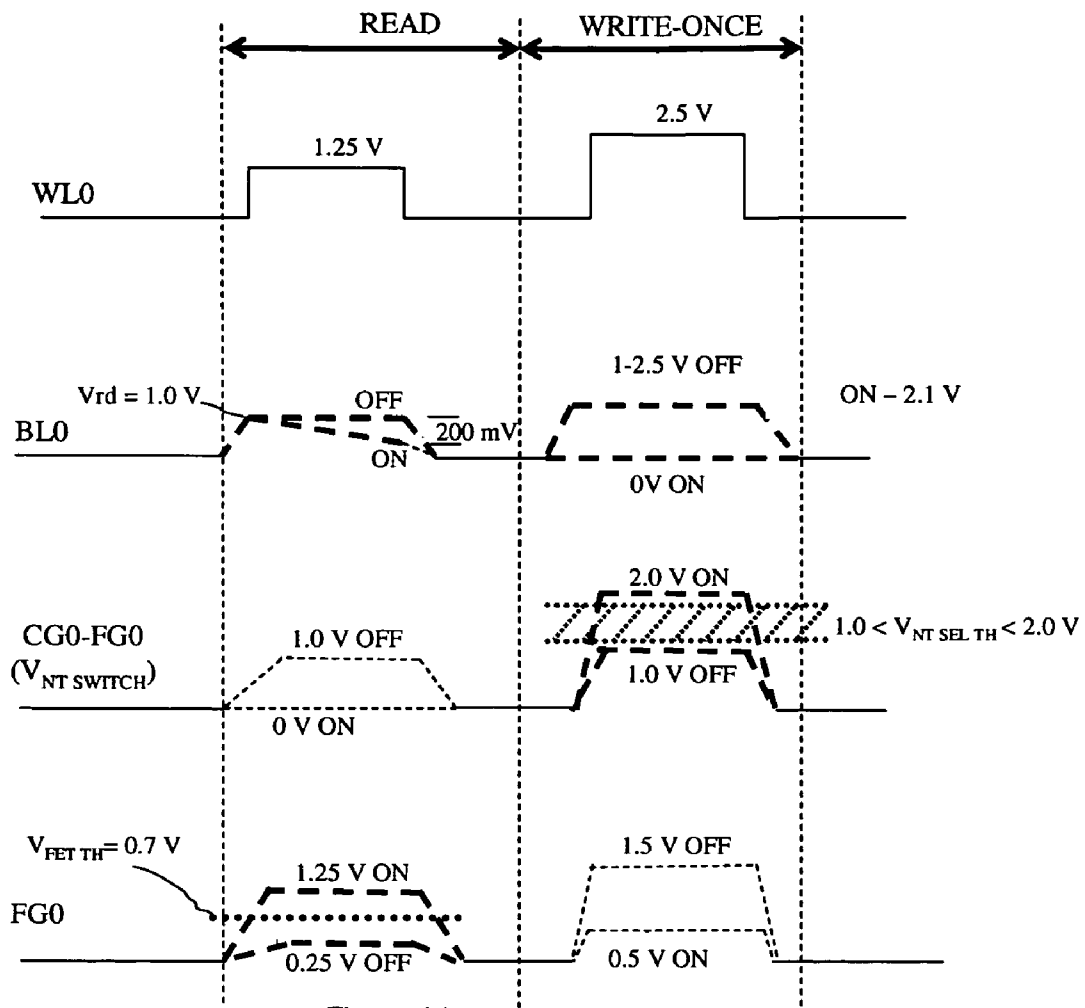 READ
WRITE-ONCE
2.5 V
1.25 V
WL0
1-2.5 V OFF
Vrd = 1.0 V
OFF
ON – 2.1 V
200 mV
BL0
ON
0V ON
2.0 V ON
CG0-FG0
(V_NT SWITCH)
1.0 V OFF
1.0 < V_NT SEL TH < 2.0 V
1.0 V OFF
0 V ON
V_FET TH= 0.7 V
1.5 V OFF
1.25 V ON
FG0
0.25 V OFF
0.5 V ON